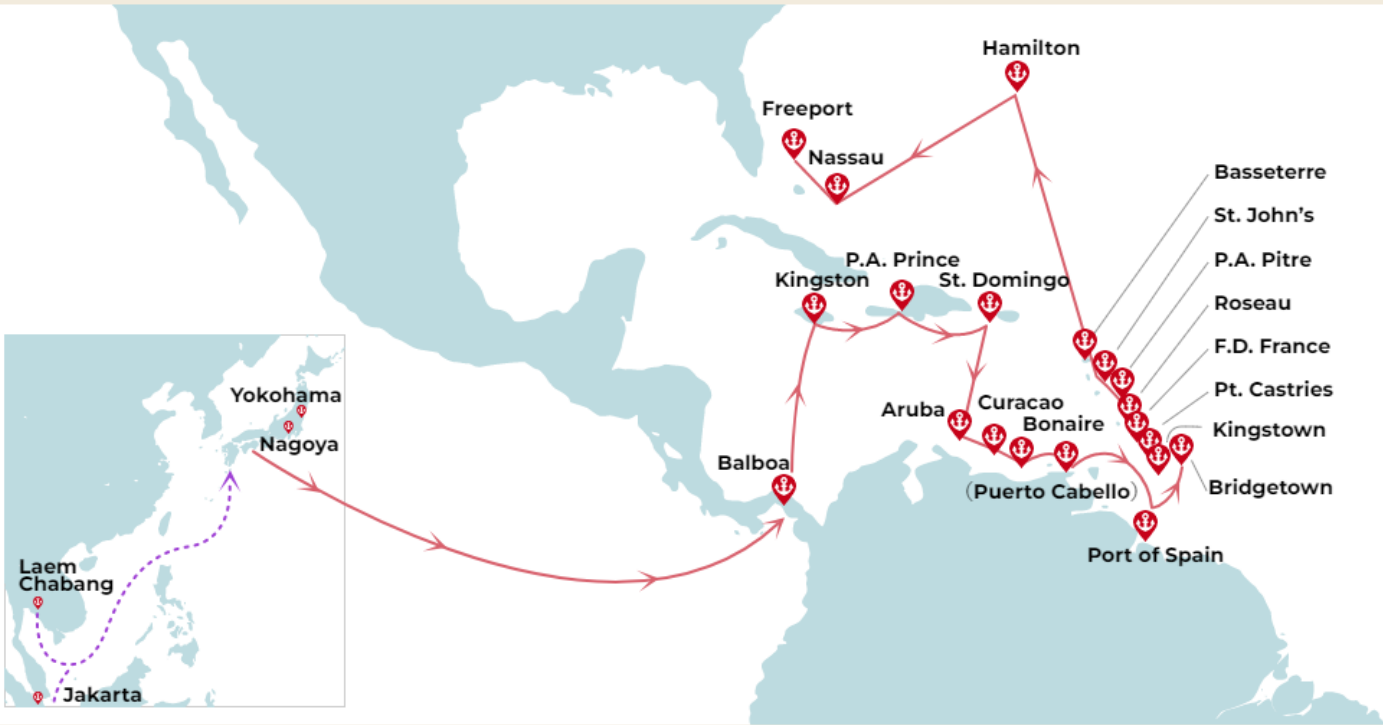 Hamilton
Freeport
Nassau
Basseterre
St. John’s
P.A. Pitre
Roseau
F.D. France
Pt. Castries
Kingstown
Bridgetown
P.A. Prince
Kingston
St. Domingo
Aruba
Curacao
Bonaire
(Puerto Cabello)
Balboa
Port of Spain
Yokohama
Nagoya
Laem
Chabang
Jakarta